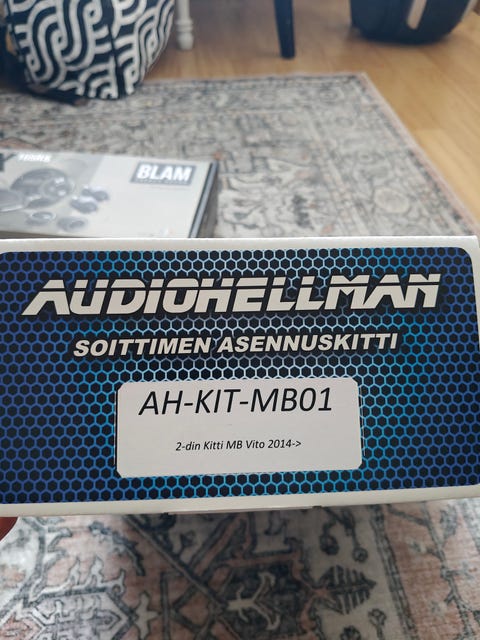 BLAM
AUDIOHELLMAN
SOITTIMEN ASENNUSKITTI
AH-KIT-MB01
2-din Kitti MB Vito 2014->